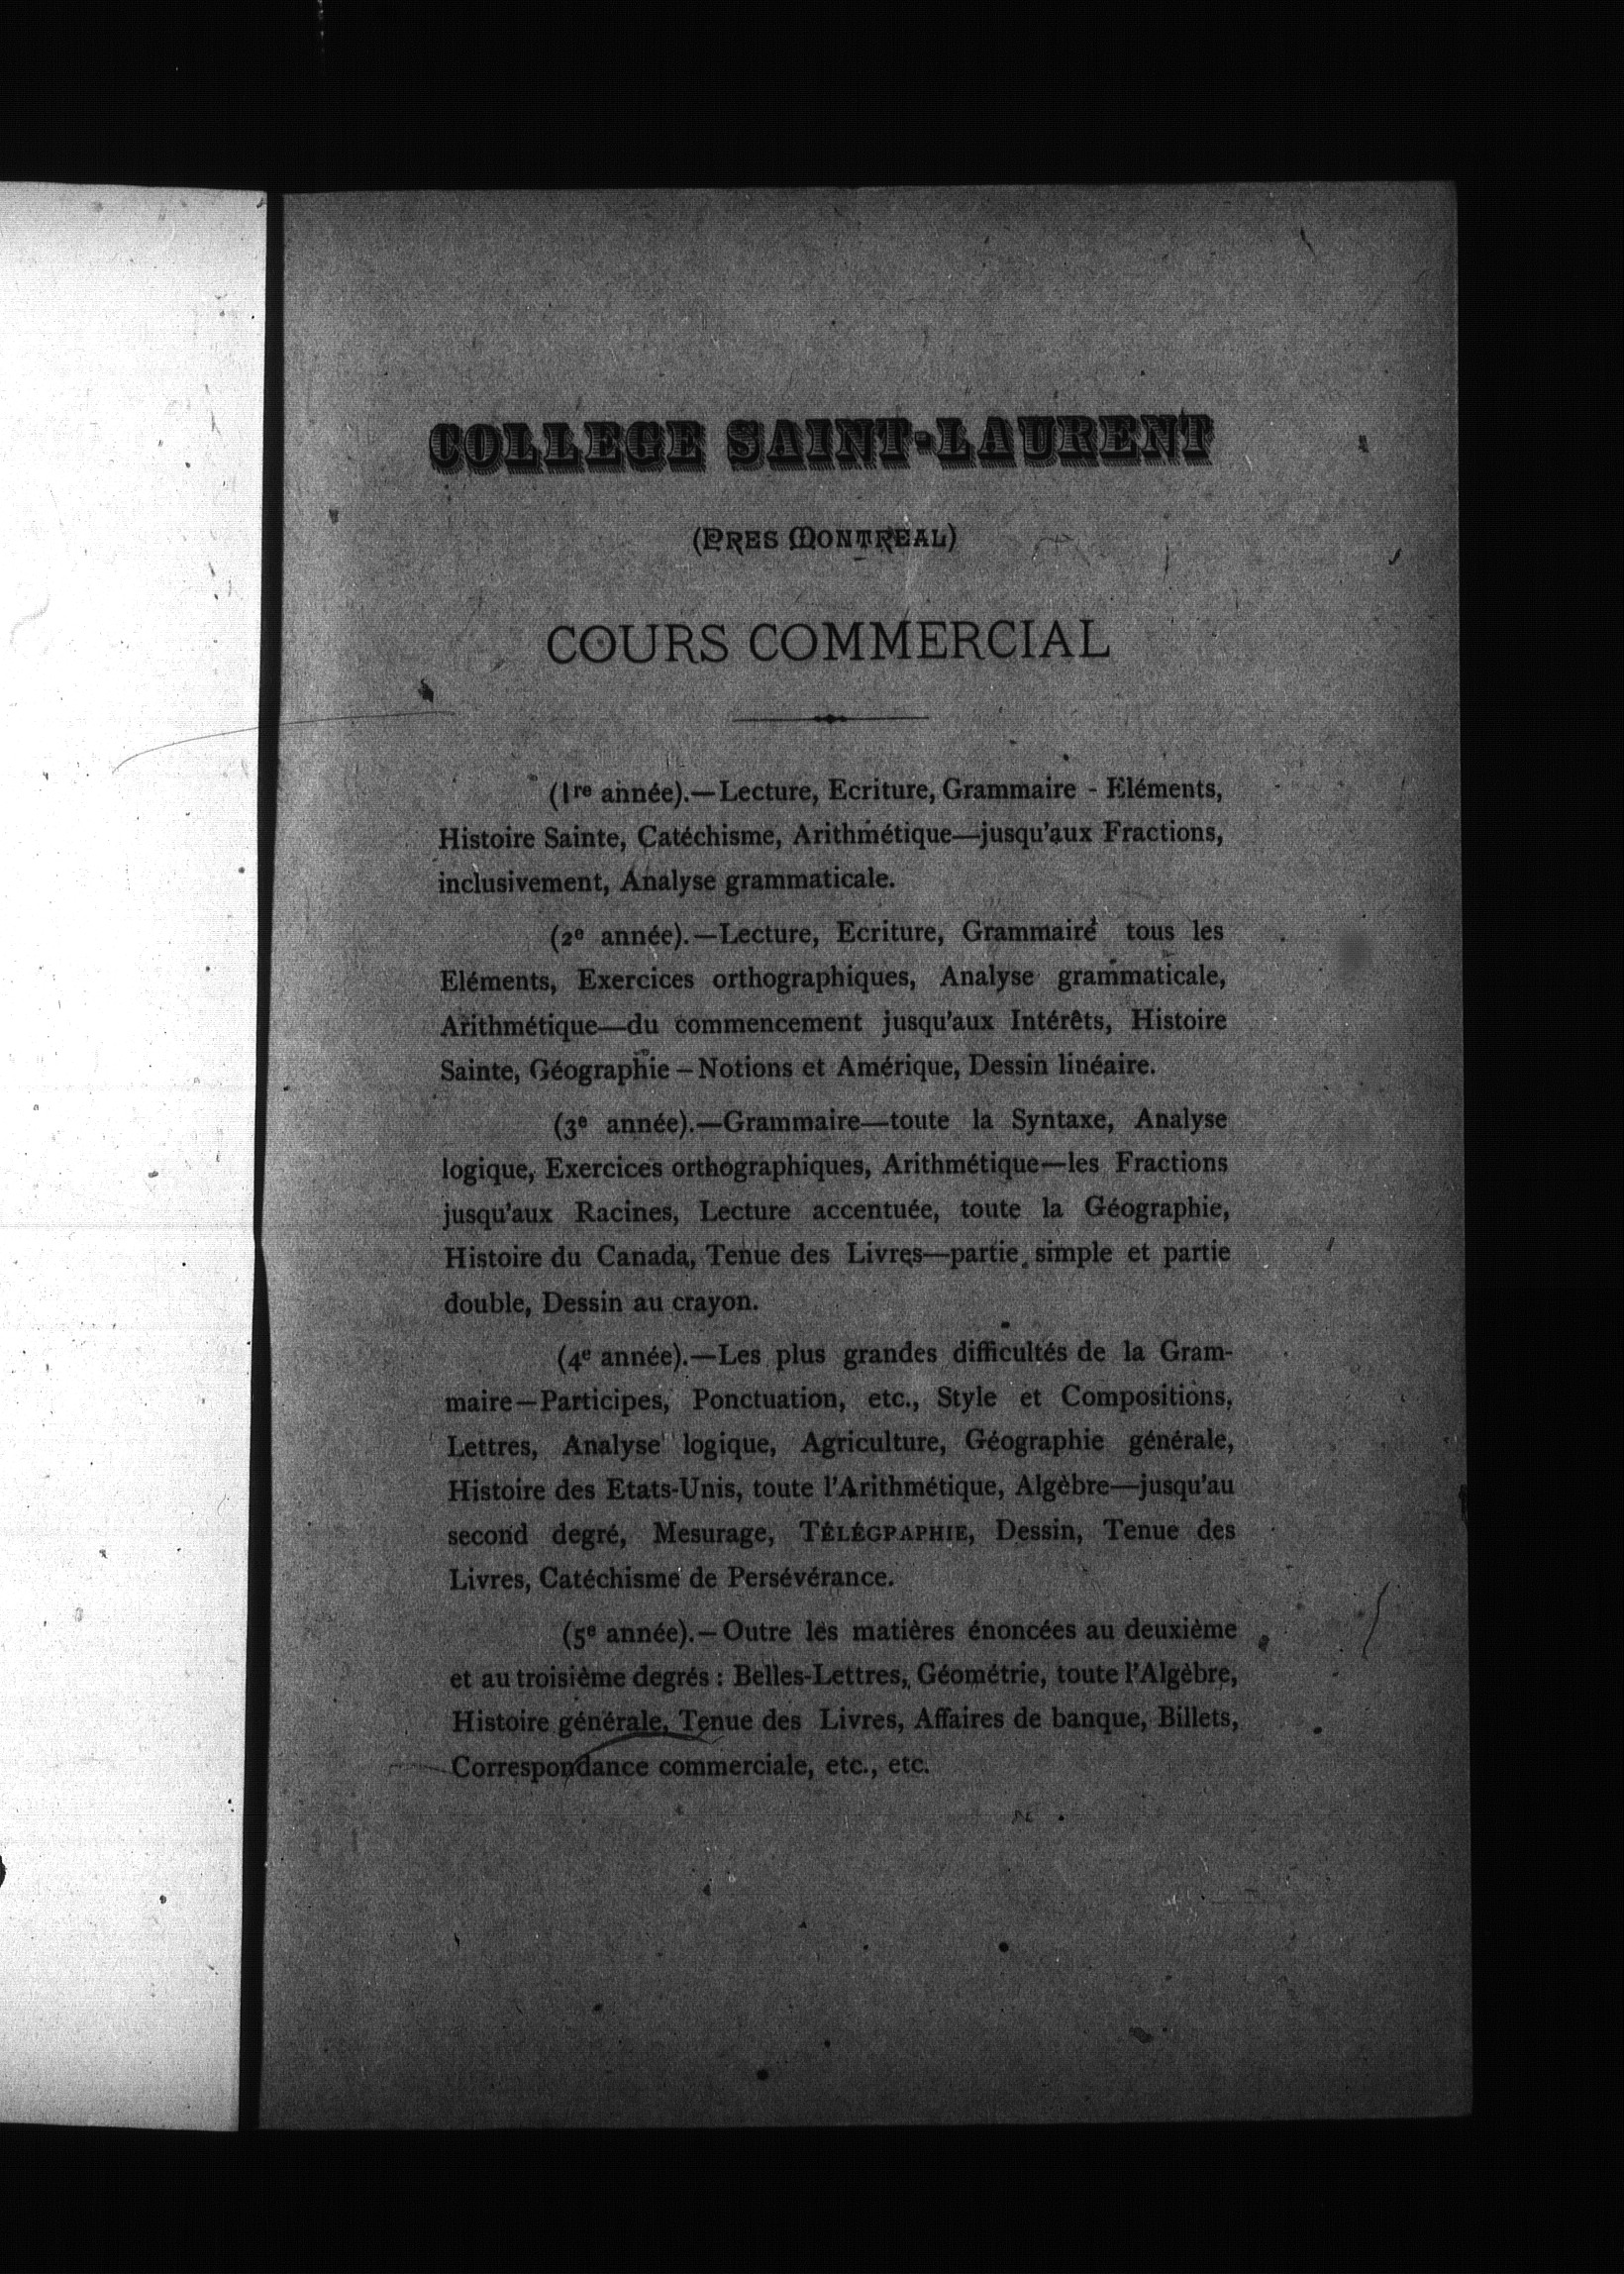 COLLEGE SAINT-LAURENT
(PRES MONTREAL)
COURS COMMERCIAL
(1re année).—Lecture, Ecriture, Grammaire - Eléments,
Histoire Sainte, Catéchisme, Arithmétique—jusqu'aux Fractions,
inclusivement, Analyse grammaticale.
(2e année).—Lecture, Ecriture, Grammaire tous les
Eléments, Exercices orthographiques, Analyse grammaticale,
Arithmétique—du commencement jusqu'aux Intérêts, Histoire
Sainte, Géographie – Notions et Amérique, Dessin linéaire.
(3e année).—Grammaire—toute la Syntaxe, Analyse
logique, Exercices orthographiques, Arithmétique—les Fractions
jusqu'aux Racines, Lecture accentuée, toute la Géographie,
Histoire du Canada, Tenue des Livres—partie simple et partie
double, Dessin au crayon.
(4e année).—Les plus grandes difficultés de la Gram-
maire—Participes, Ponctuation, etc., Style et Compositions,
Lettres, Analyse logique, Agriculture, Géographie générale,
Histoire des Etats-Unis, toute l'Arithmétique, Algèbre—jusqu'au
second degré, Mesurage, TÉLÉGPAPHIE, Dessin, Tenue des
Livres, Catéchisme de Persévérance.
(5e année).—Outre les matières énoncées au deuxième
et au troisième degrés : Belles-Lettres, Géométrie, toute l'Algèbre,
Histoire générale, Tenue des Livres, Affaires de banque, Billets,
Correspondance commerciale, etc., etc.